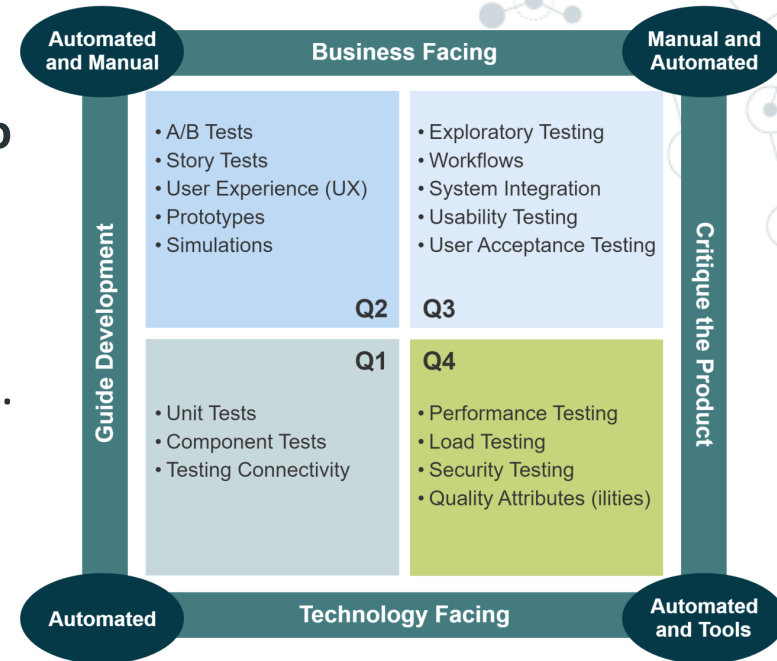 Automated
and Manual
Business Facing
Manual and
Automated
Guide Development
• A/B Tests
• Story Tests
• User Experience (UX)
• Prototypes
• Simulations
Q2
• Exploratory Testing
• Workflows
• System Integration
• Usability Testing
• User Acceptance Testing
Q3
Critique the Product
Q1
• Unit Tests
• Component Tests
• Testing Connectivity
Q4
• Performance Testing
• Load Testing
• Security Testing
• Quality Attributes (ilities)
Automated
Technology Facing
Automated
and Tools